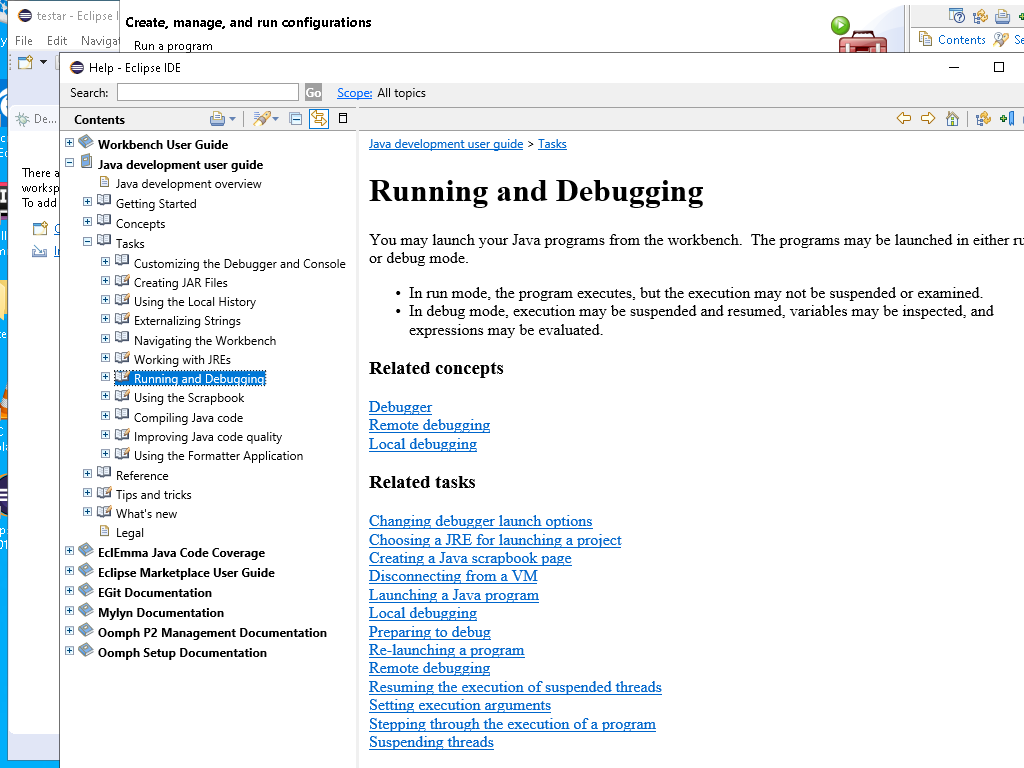 testar - Eclipse I
Create, manage, and run configurations
File Edit Navigat
Run a program
Contents
Se
Help - Eclipse IDE
Search:
Go
Scope: All topics
De...
There a
worksp
To add
Contents
Workbench User Guide
Java development user guide
Java development overview
Getting Started
Concepts
Tasks
Customizing the Debugger and Console
Creating JAR Files
Using the Local History
Externalizing Strings
Navigating the Workbench
Working with JREs
Running and Debugging
Using the Scrapbook
Compiling Java code
Improving Java code quality
Using the Formatter Application
Reference
Tips and tricks
What's new
Legal
EclEmma Java Code Coverage
Eclipse Marketplace User Guide
EGit Documentation
Mylyn Documentation
Oomph P2 Management Documentation
Oomph Setup Documentation
Java development user guide > Tasks
Running and Debugging
You may launch your Java programs from the workbench. The programs may be launched in either ru
or debug mode.
• In run mode, the program executes, but the execution may not be suspended or examined.
• In debug mode, execution may be suspended and resumed, variables may be inspected, and
expressions may be evaluated.
Related concepts
Debugger
Remote debugging
Local debugging
Related tasks
Changing debugger launch options
Choosing a JRE for launching a project
Creating a Java scrapbook page
Disconnecting from a VM
Launching a Java program
Local debugging
Preparing to debug
Re-launching a program
Remote debugging
Resuming the execution of suspended threads
Setting execution arguments
Stepping through the execution of a program
Suspending threads